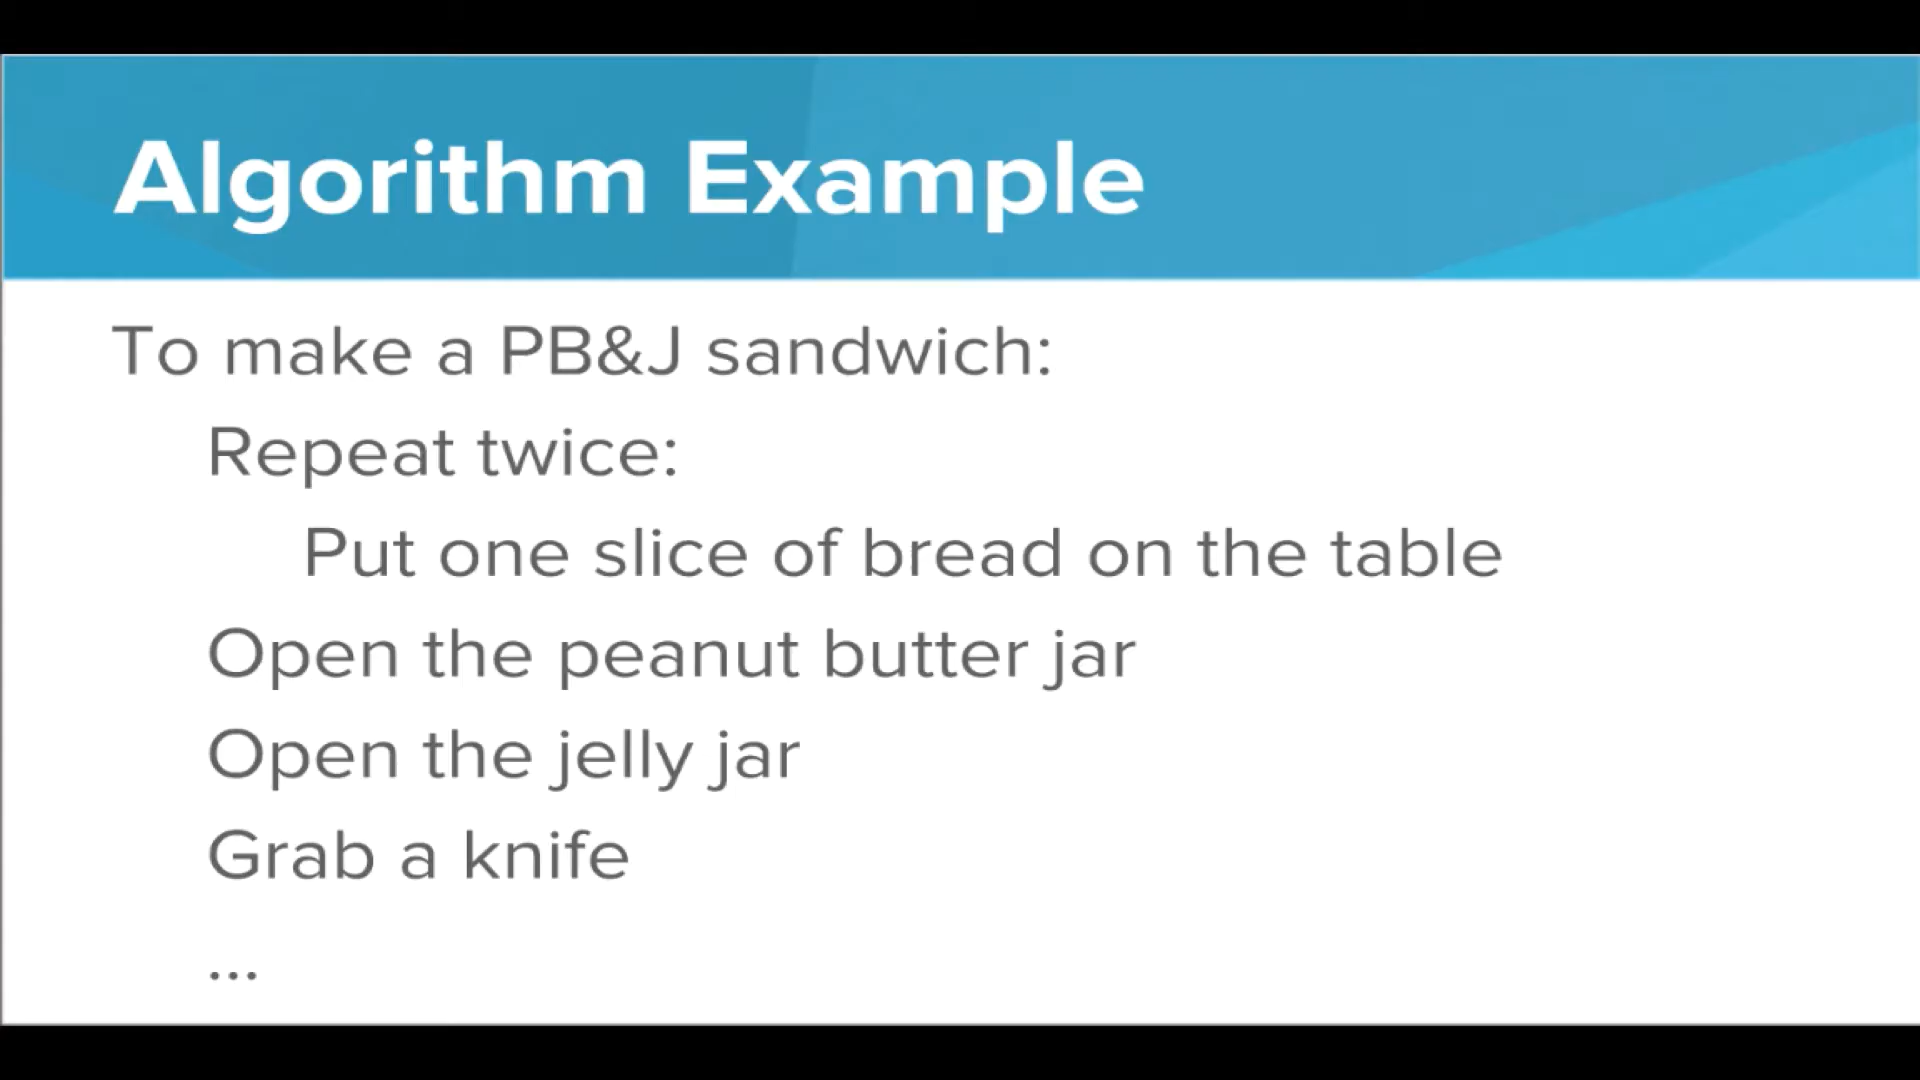 Algorithm Example
To make a PB&J sandwich:
Repeat twice:
Put one slice of bread on the table
Open the peanut butter jar
Open the jelly jar
Grab a knife
...